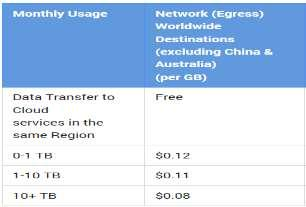 Monthly Usage
Network (Egress)
Worldwide
Destinations
(excluding China &
Australia)
(per GB)
Data Transfer to
Cloud
services in the
same Region
Free
0-1 TB
$0.12
1-10 TB
$0.11
10+ TB
$0.08